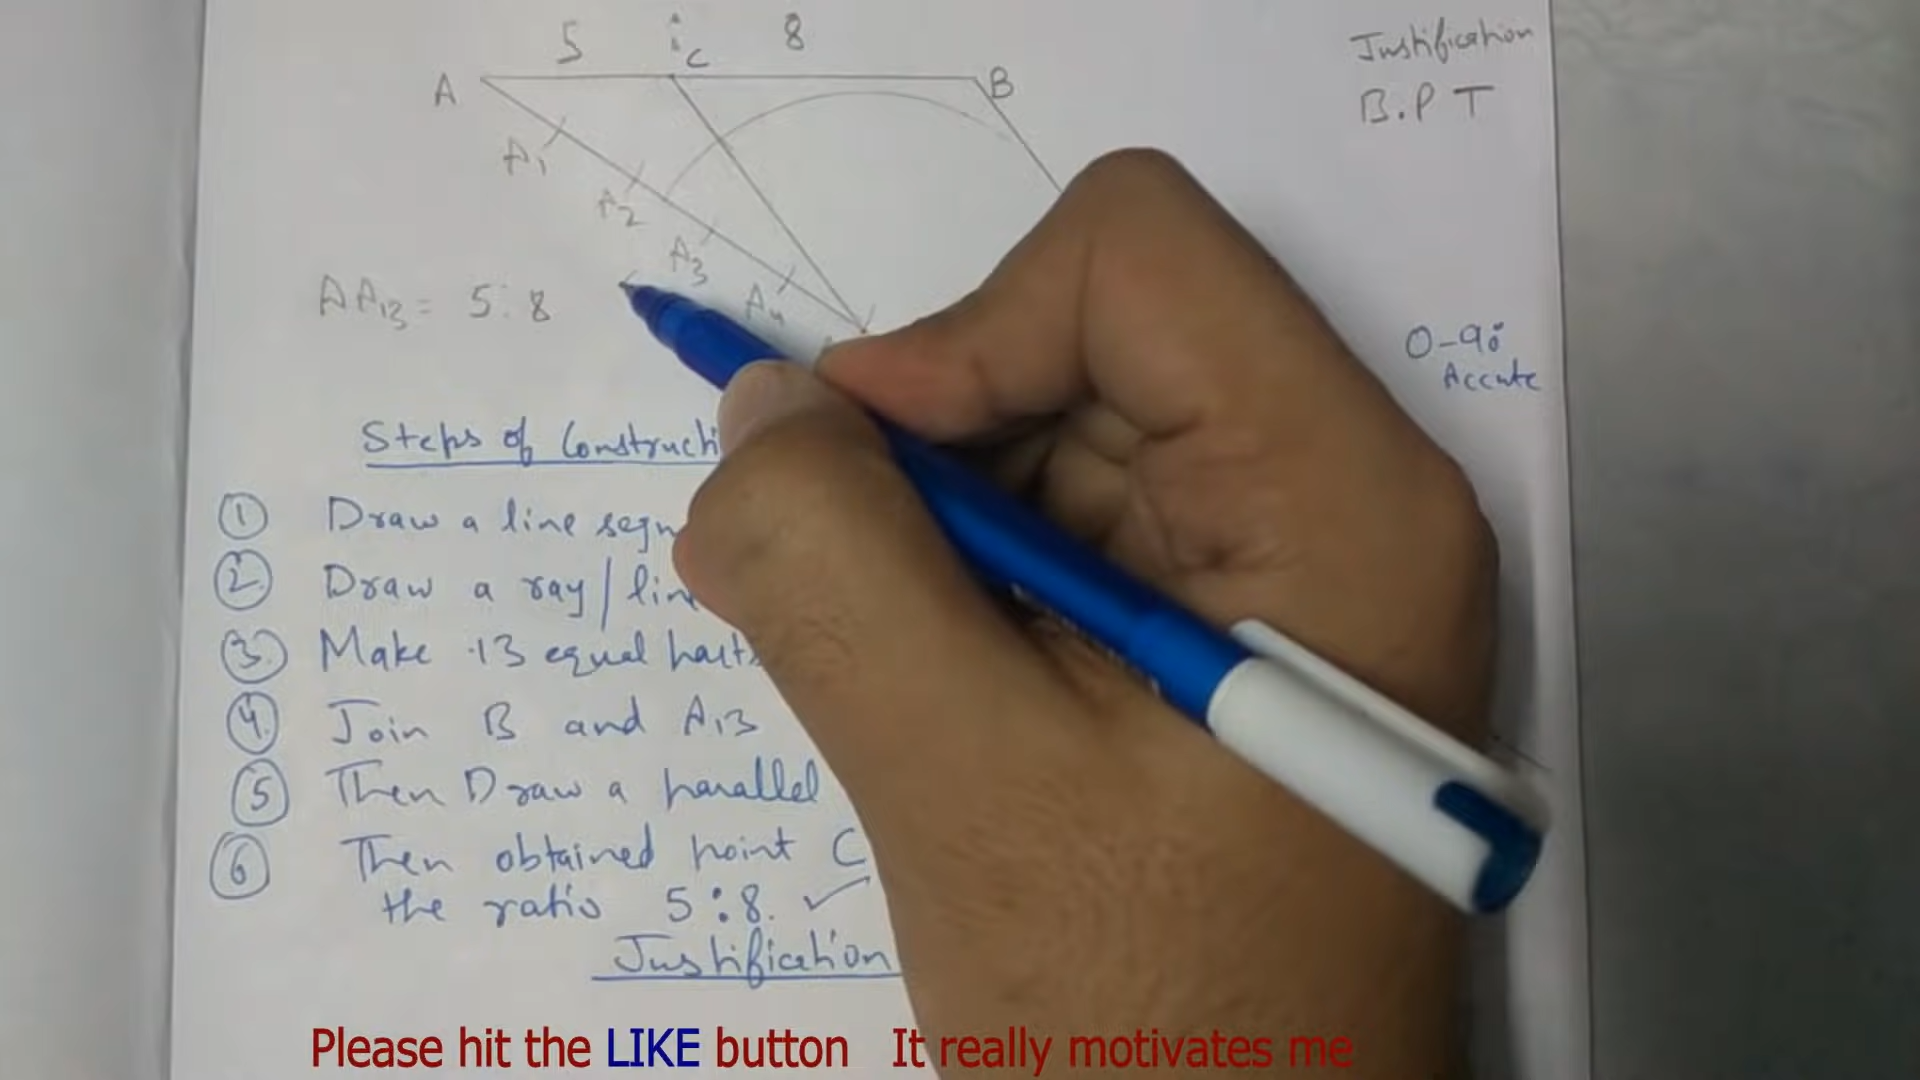 5 : 8
Justification
B.P T
A
C
B
A1
A2
A3
A4
AA13 = 5:8
0-90°
Accute
Steps of Constructi
1 Draw a line segm
2. Draw a ray/lin
3. Make 13 equal parts
4. Join B and A13
5 Then Draw a parallel
6 Then obtained point C
the ratio 5:8. ✓
Justification
Please hit the LIKE button It really motivates me